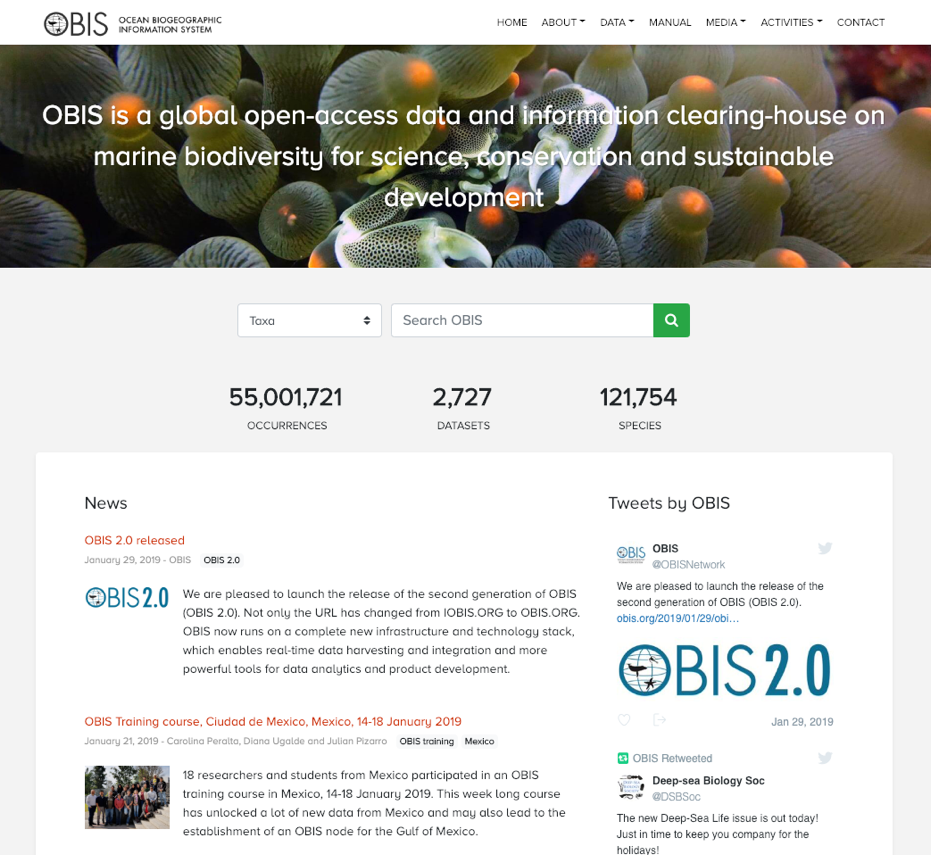 OBIS OCEAN BIOGEOGRAPHIC
INFORMATION SYSTEM
HOME ABOUT DATA MANUAL MEDIA ACTIVITIES CONTACT
OBIS is a global open-access data and information clearing-house on
marine biodiversity for science, conservation and sustainable
development
Taxa
Search OBIS
55,001,721 2,727 121,754
OCCURRENCES DATASETS SPECIES
News
OBIS 2.0 released
January 29, 2019 - OBIS OBIS 2.0
OBIS 2.0
We are pleased to launch the release of the second generation of OBIS
(OBIS 2.0). Not only the URL has changed from IOBIS.ORG to OBIS.ORG.
OBIS now runs on a complete new infrastructure and technology stack,
which enables real-time data harvesting and integration and more
powerful tools for data analytics and product development.
OBIS Training course, Ciudad de Mexico, Mexico, 14-18 January 2019
January 21, 2019 - Carolina Peralta, Diana Ugalde and Julian Pizarro OBIS training Mexico
18 researchers and students from Mexico participated in an OBIS
training course in Mexico, 14-18 January 2019. This week long course
has unlocked a lot of new data from Mexico and may also lead to the
establishment of an OBIS node for the Gulf of Mexico.
Tweets by OBIS
OBIS
OBIS
@OBISNetwork
We are pleased to launch the release of the
second generation of OBIS (OBIS 2.0).
obis.org/2019/01/29/obi…
OBIS 2.0
Jan 29, 2019
OBIS Retweeted
Deep-sea Biology Soc
@DSBSoc
The new Deep-Sea Life issue is out today!
Just in time to keep you company for the
holidays!